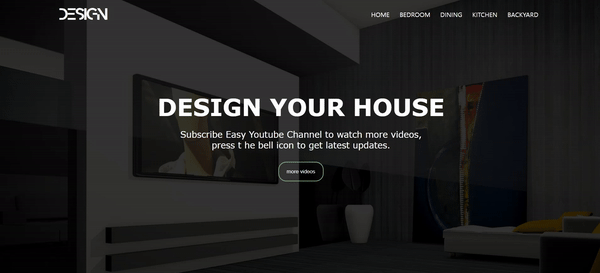 DESIGN
HOME BEDROOM DINING KITCHEN BACKYARD
DESIGN YOUR HOUSE
Subscribe Easy Youtube Channel to watch more videos,
press t he bell icon to get latest updates.
more videos